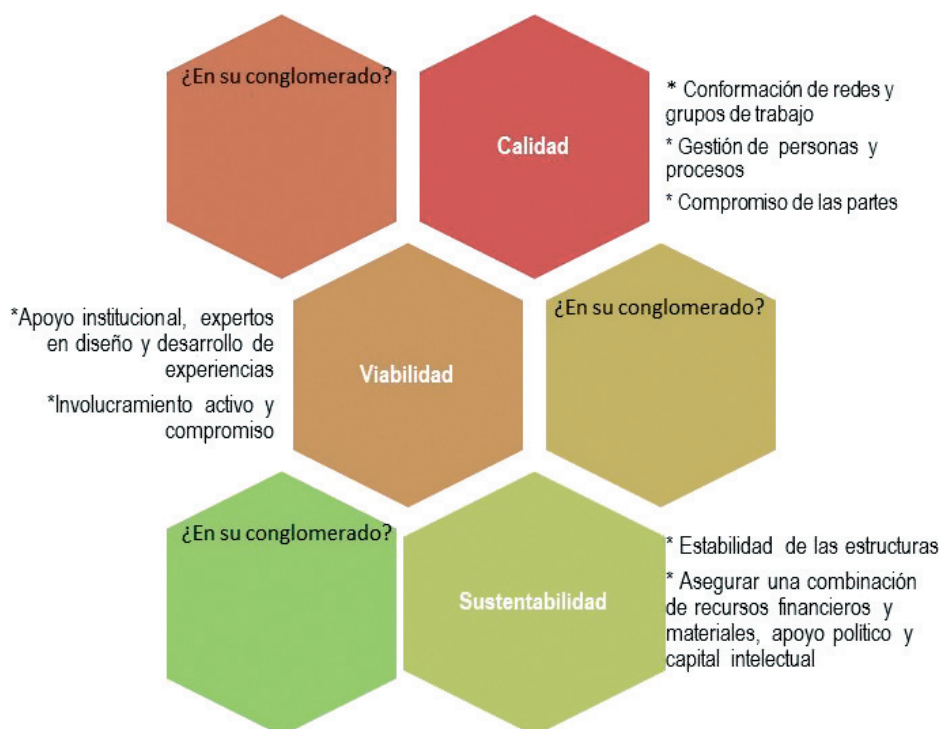 ¿En su conglomerado?
Calidad
* Conformación de redes y
grupos de trabajo
* Gestión de personas y
procesos
* Compromiso de las partes
*Apoyo institucional, expertos
en diseño y desarrollo de
experiencias
*Involucramiento activo y
compromiso
Viabilidad
¿En su conglomerado?
¿En su conglomerado?
Sustentabilidad
* Estabilidad de las estructuras
* Asegurar una combinación
de recursos financieros y
materiales, apoyo político y
capital intelectual